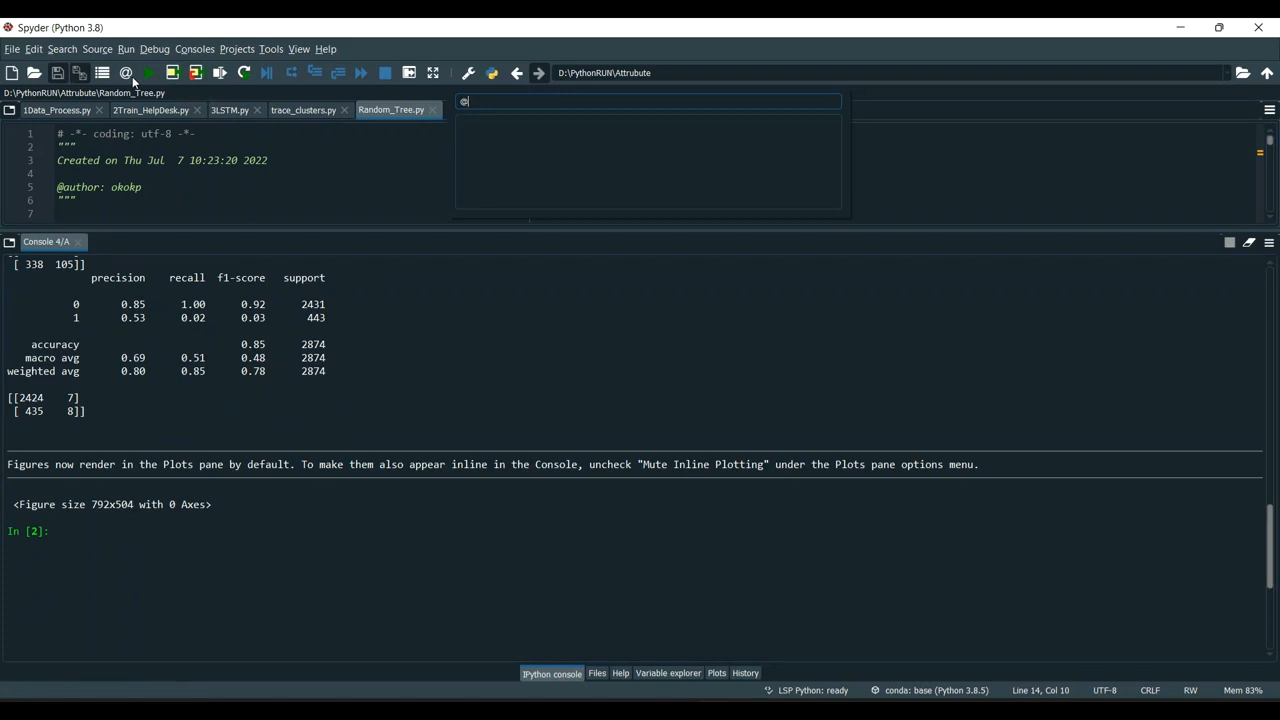 Spyder (Python 3.8)
File Edit Search Source Run Debug Consoles Projects Tools View Help
D:\PythonRUN\Attrubute
D:\PythonRUN\Attrubute\Random_Tree.py
@
1Data_Process.py 2Train_HelpDesk.py 3LSTM.py trace_clusters.py Random_Tree.py
1 # -*- coding: utf-8 -*-
2 """
3 Created on Thu Jul  7 10:23:20 2022
4
5 @author: okokp
6 """
7
Console 4/A
[ 338  105]]
precision    recall  f1-score   support
0       0.85      1.00      0.92      2431
1       0.53      0.02      0.03       443
accuracy                           0.85      2874
macro avg       0.69      0.51      0.48      2874
weighted avg       0.80      0.85      0.78      2874
[[2424    7]
[ 435    8]]
Figures now render in the Plots pane by default. To make them also appear inline in the Console, uncheck "Mute Inline Plotting" under the Plots pane options menu.
<Figure size 792x504 with 0 Axes>
In [2]:
IPython console Files Help Variable explorer Plots History
LSP Python: ready conda: base (Python 3.8.5) Line 14, Col 10 UTF-8 CRLF RW Mem 83%